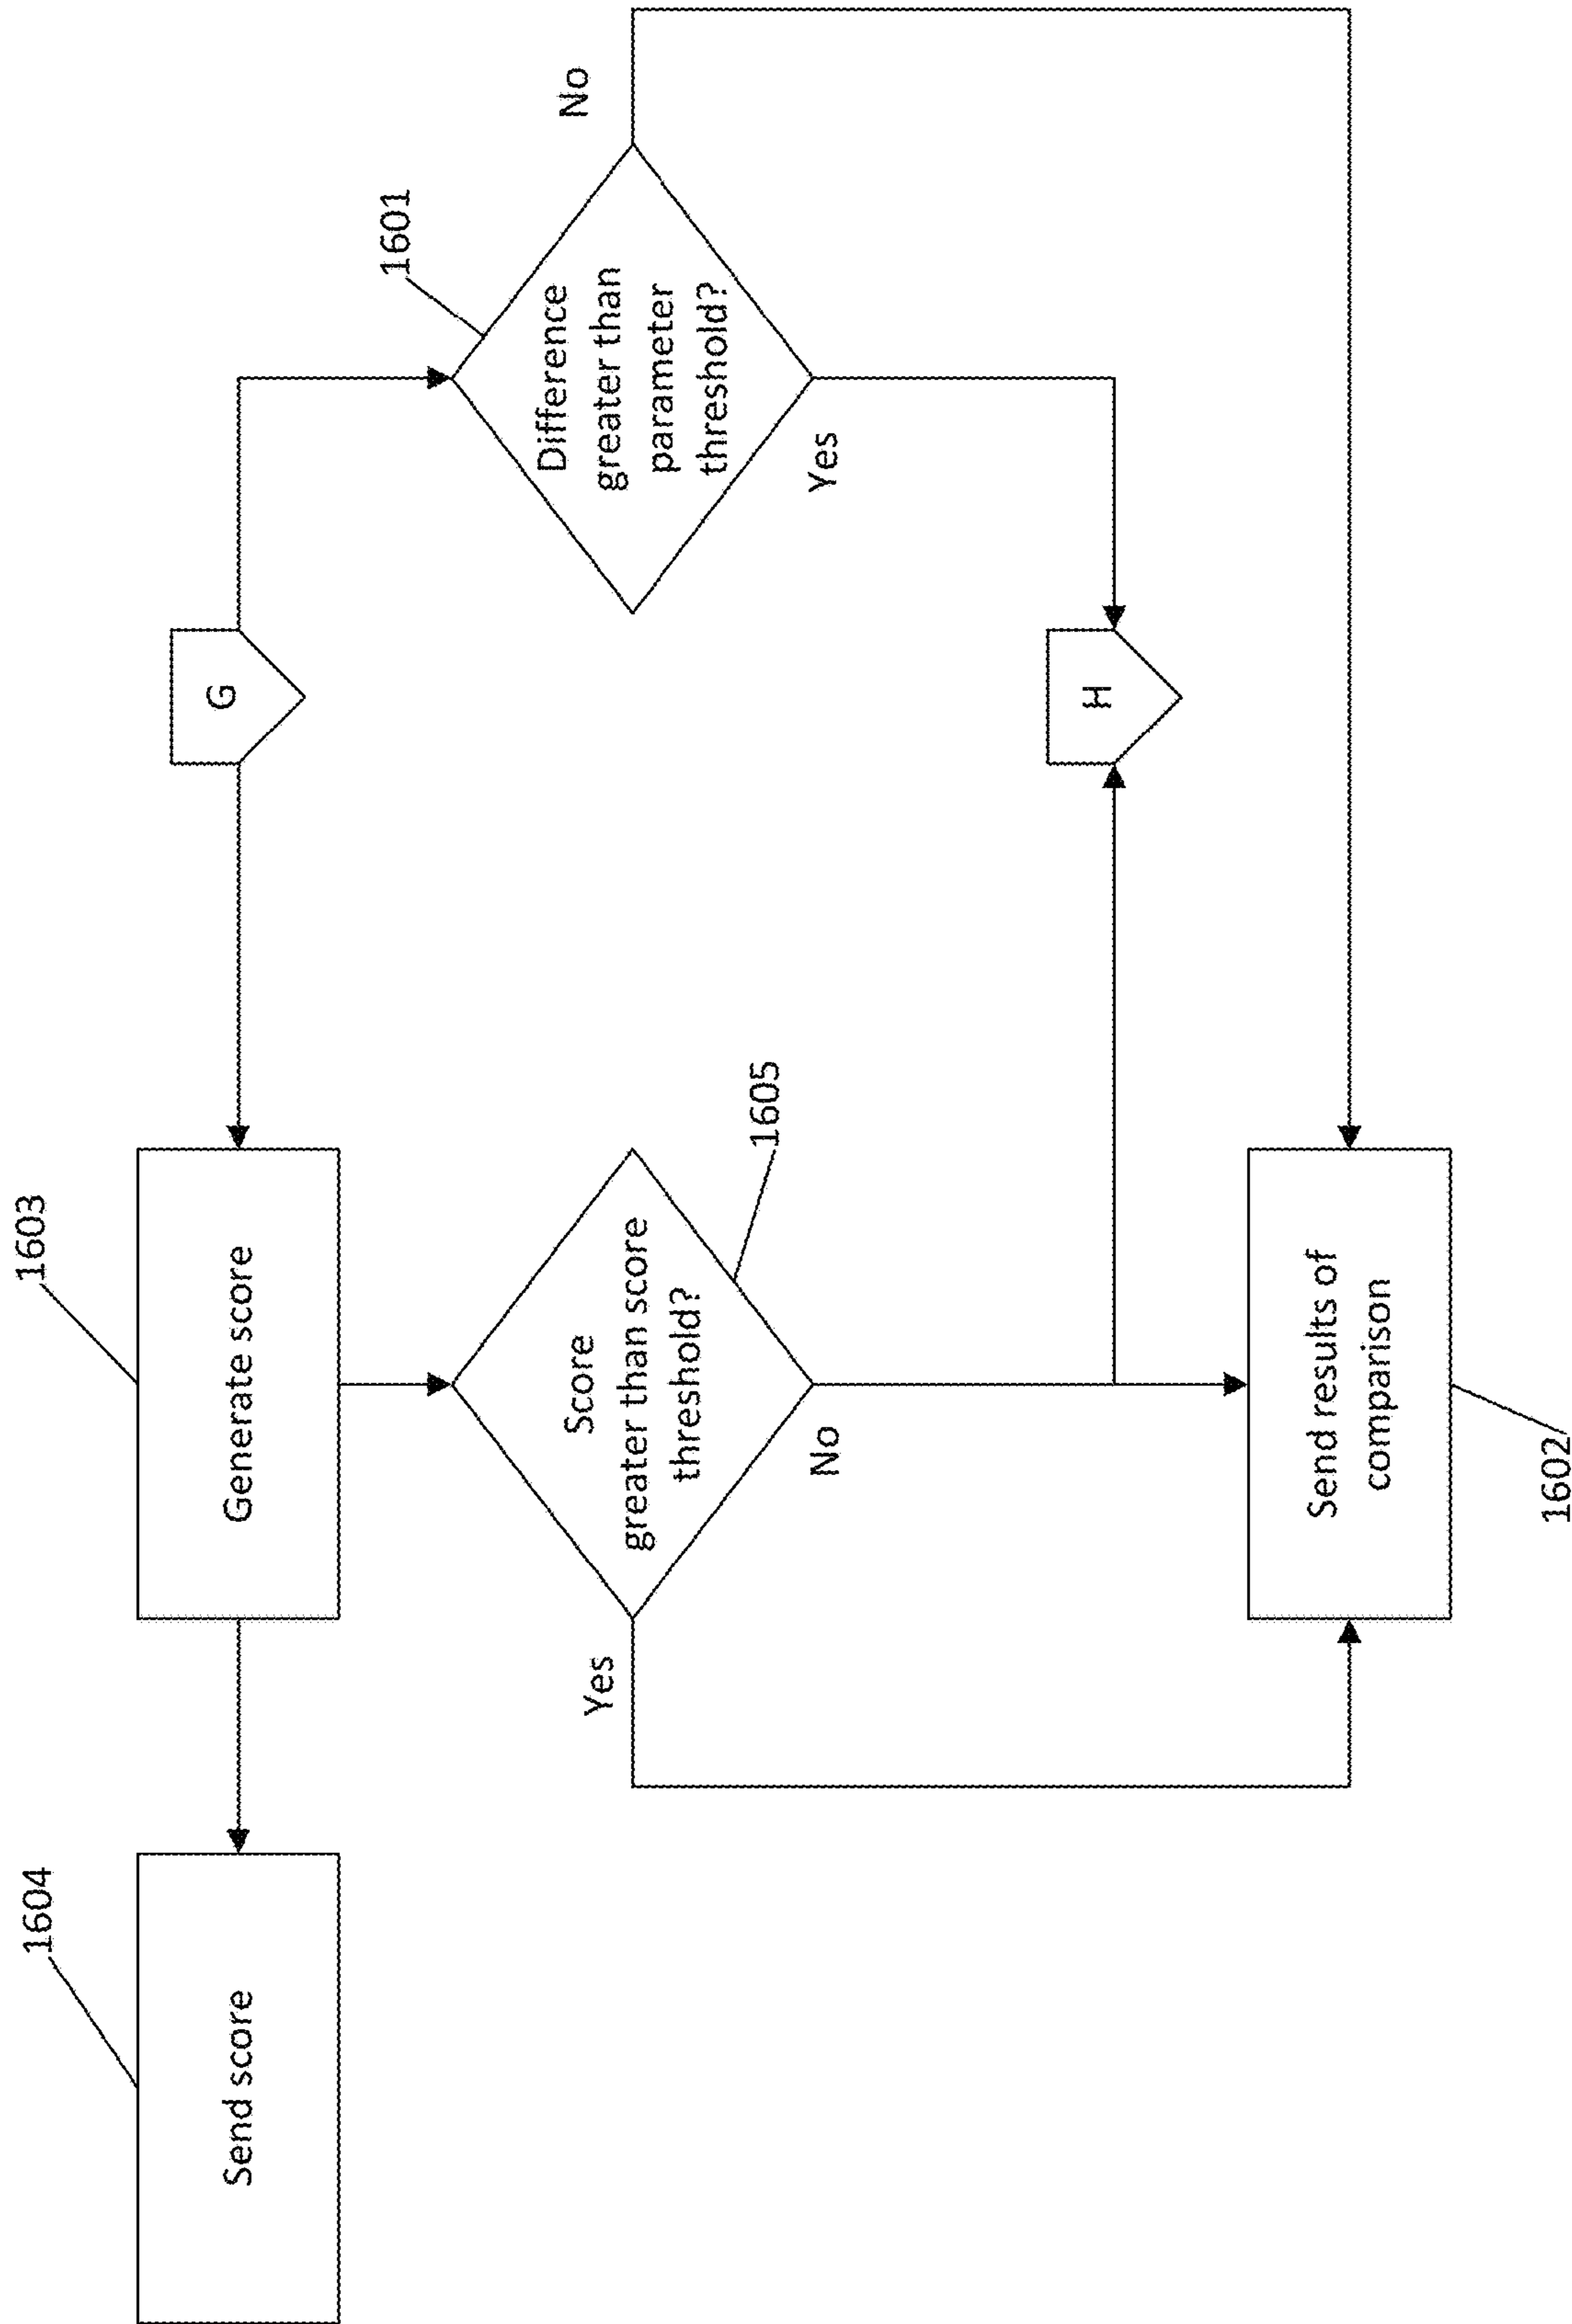 1604
1603
Send score
Generate score
G
1601
Difference
greater than
parameter
threshold?
No
Yes
Score
greater than score
threshold?
Yes
No
1605
H
Send results of
comparison
1602